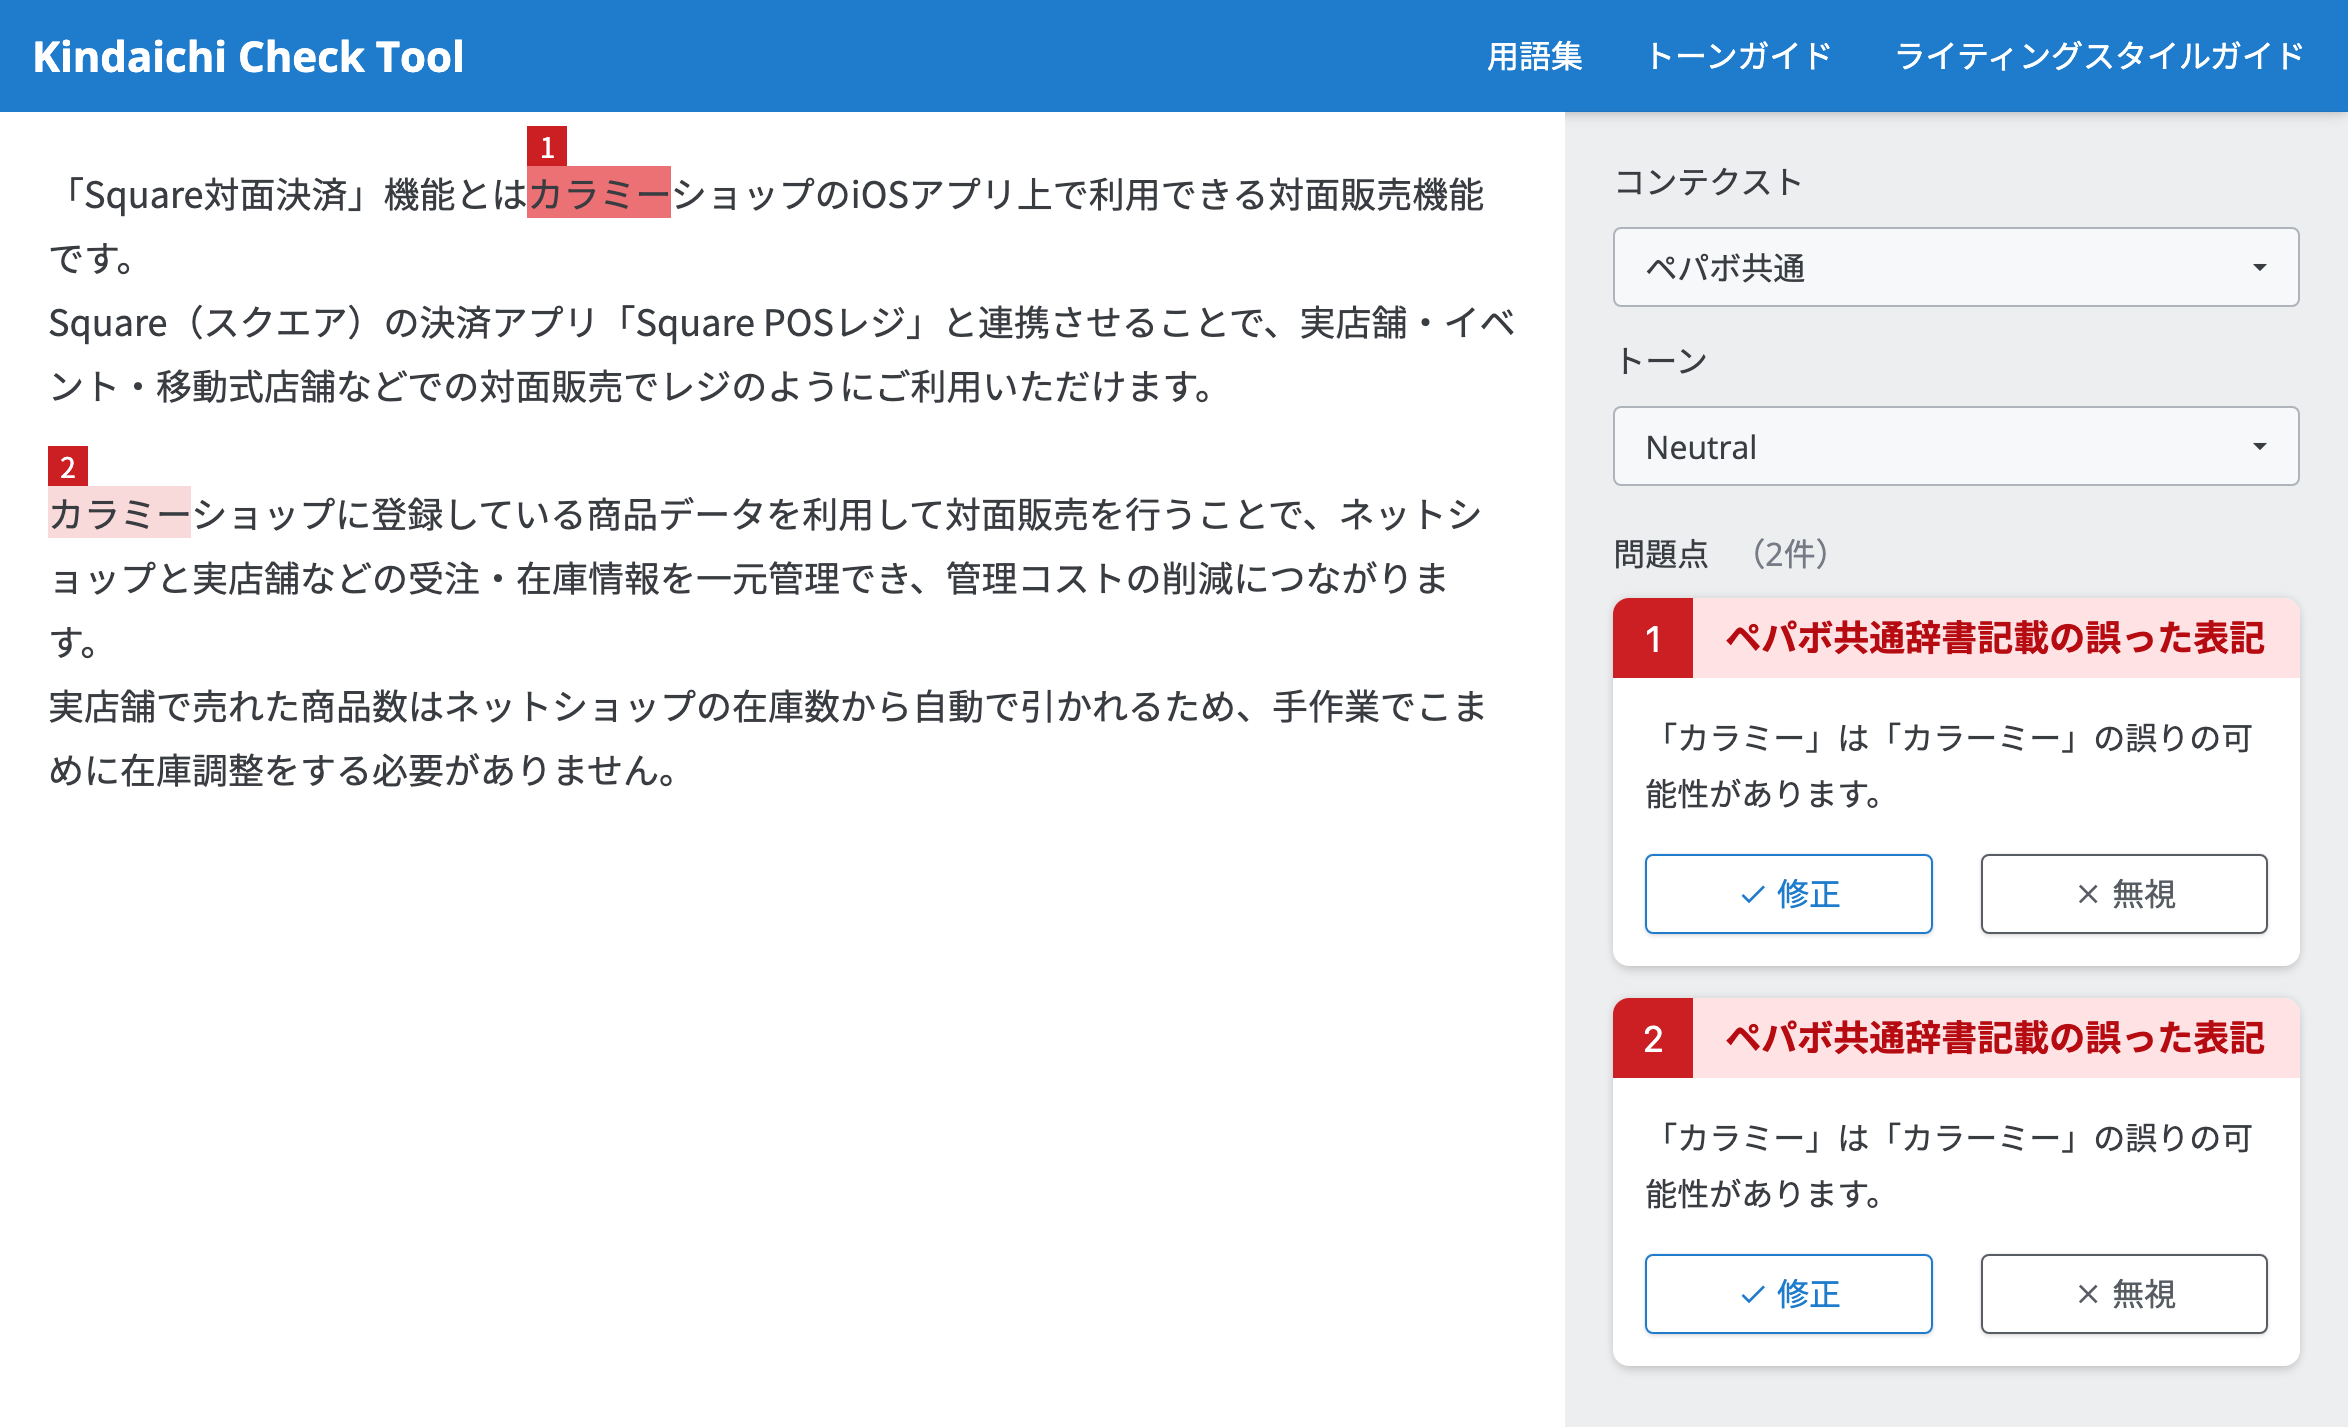 Kindaichi Check Tool
用語集
トーンガイド
ライティングスタイルガイド
1
「Square対面決済」機能とはカラミーショップのiOSアプリ上で利用できる対面販売機能
です。
Square（スクエア）の決済アプリ「Square POSレジ」と連携させることで、実店舗・イベ
ント・移動式店舗などでの対面販売でレジのようにご利用いただけます。
2
カラミーショップに登録している商品データを利用して対面販売を行うことで、ネットシ
ョップと実店舗などの受注・在庫情報を一元管理でき、管理コストの削減につながりま
す。
実店舗で売れた商品数はネットショップの在庫数から自動で引かれるため、手作業でこま
めに在庫調整をする必要がありません。
コンテクスト
ペパボ共通
トーン
Neutral
問題点 （2件）
1 ペパボ共通辞書記載の誤った表記
「カラミー」は「カラーミー」の誤りの可
能性があります。
修正
無視
2 ペパボ共通辞書記載の誤った表記
「カラミー」は「カラーミー」の誤りの可
能性があります。
修正
無視